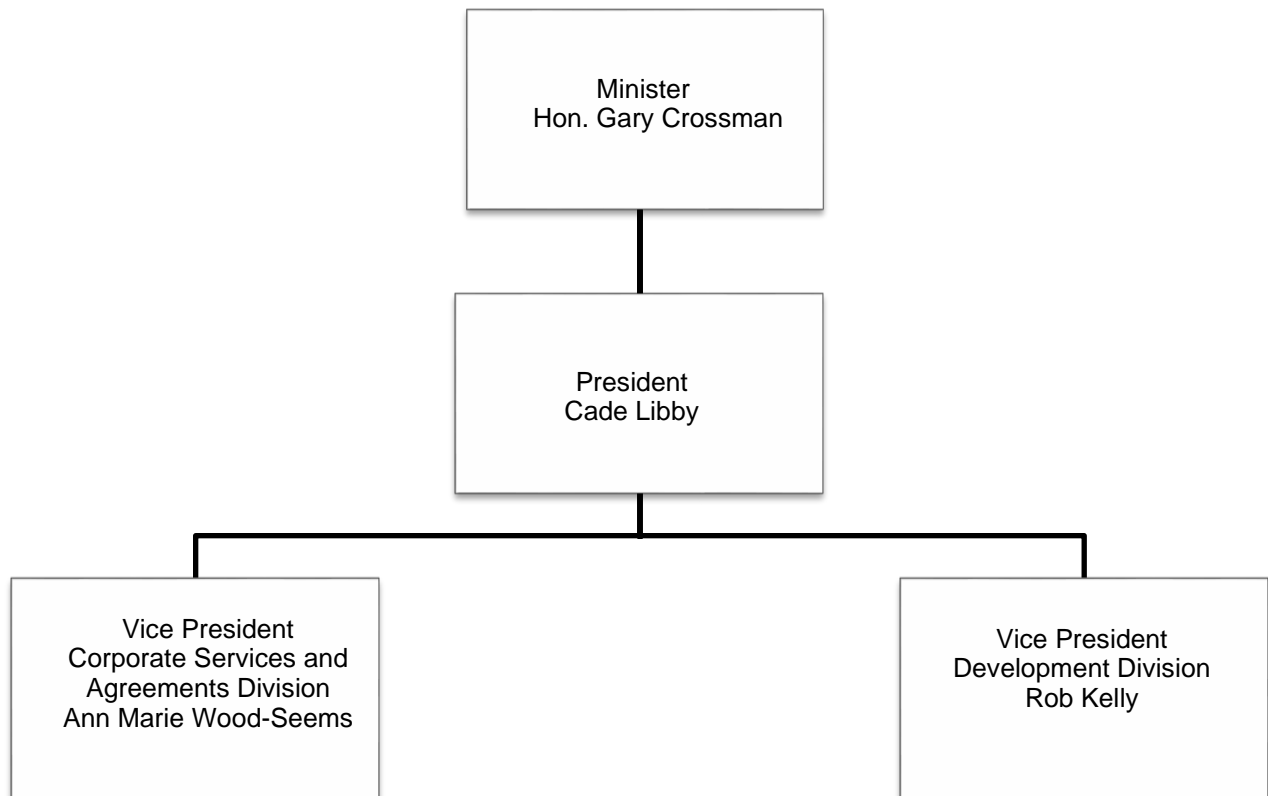 Minister
Hon. Gary Crossman
President
Cade Libby
Vice President
Corporate Services and
Agreements Division
Ann Marie Wood-Seems
Vice President
Development Division
Rob Kelly